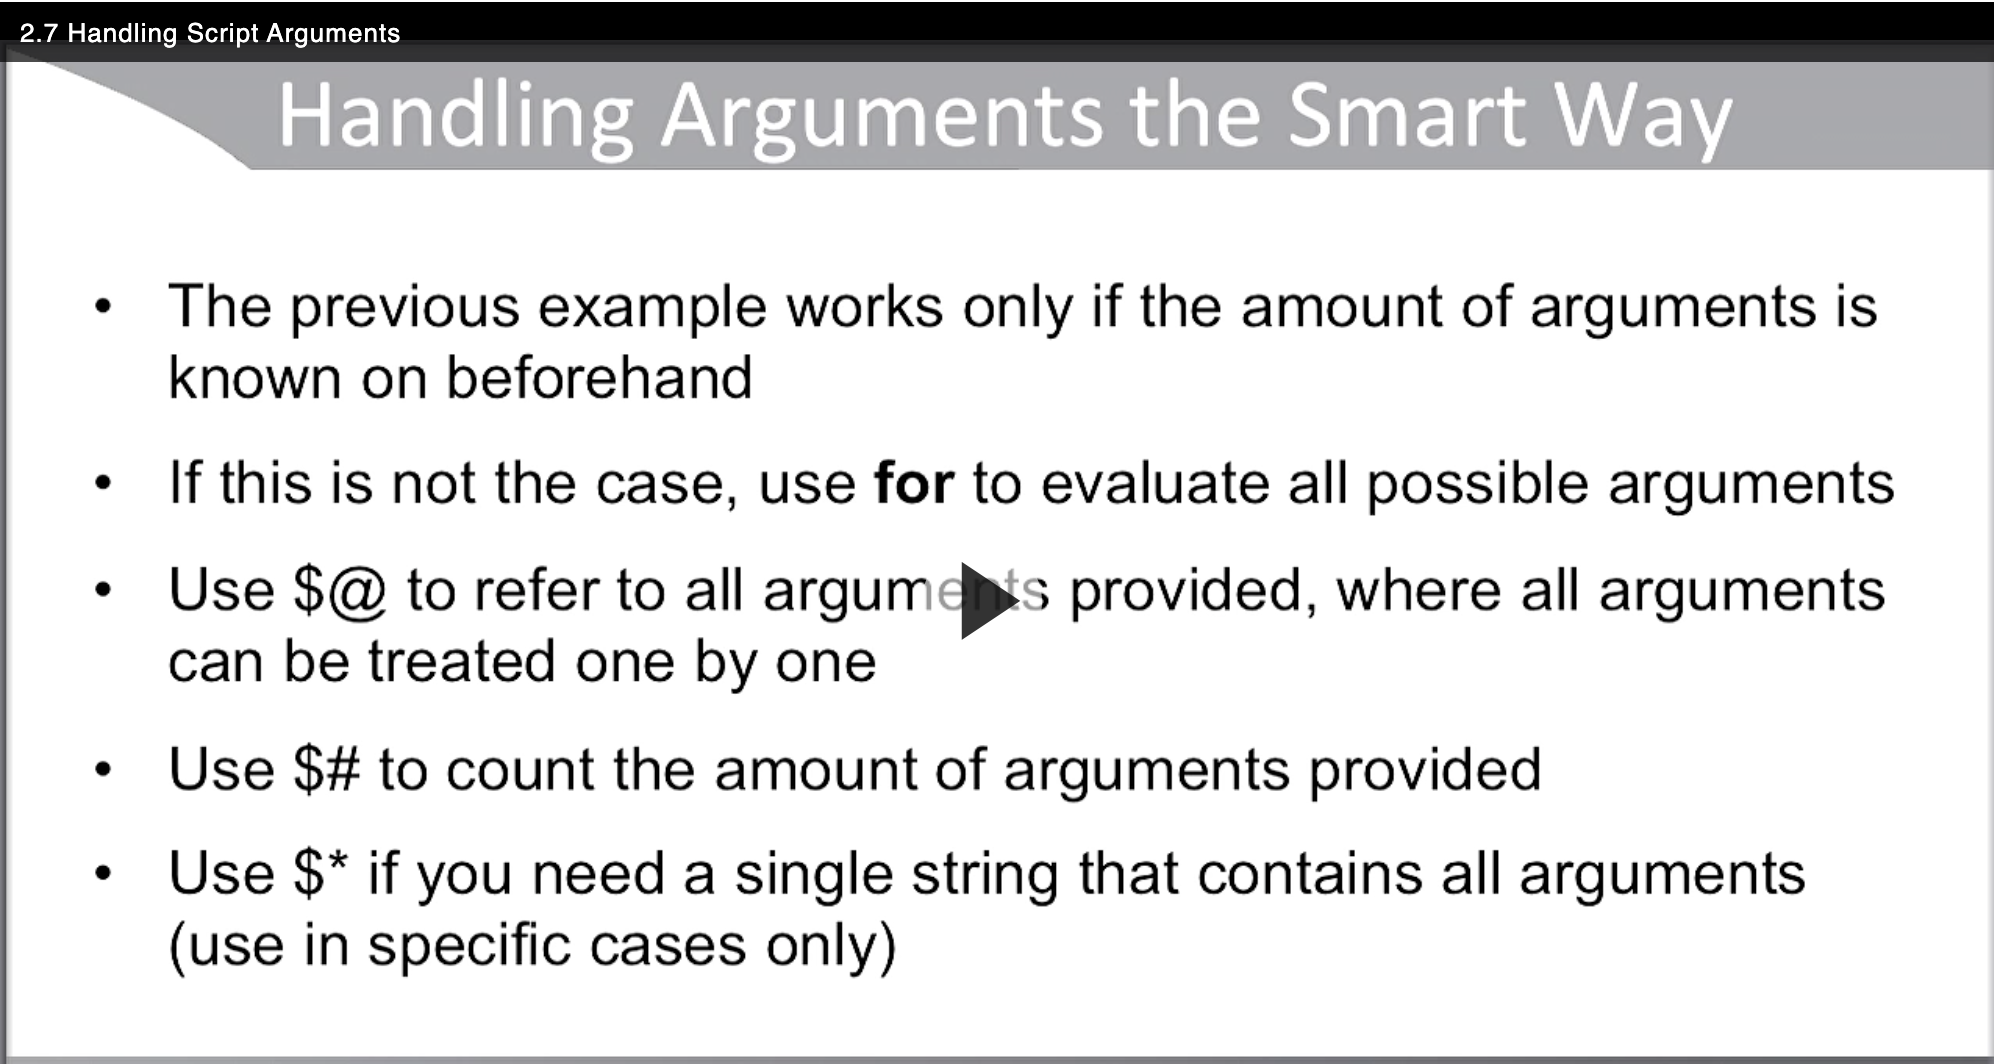 2.7 Handling Script Arguments
Handling Arguments the Smart Way
• The previous example works only if the amount of arguments is
known on beforehand
• If this is not the case, use for to evaluate all possible arguments
• Use $@ to refer to all arguments provided, where all arguments
can be treated one by one
• Use $# to count the amount of arguments provided
• Use $* if you need a single string that contains all arguments
(use in specific cases only)